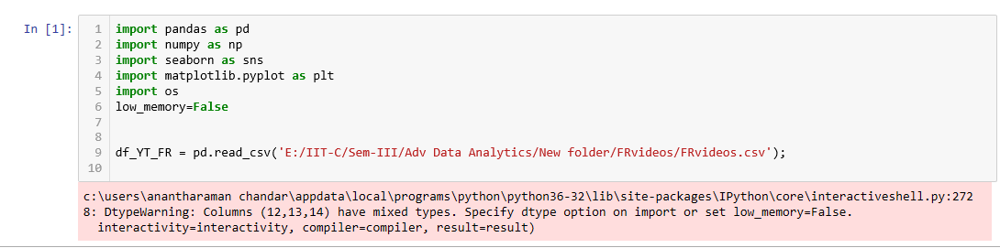 In [1]:
1 import pandas as pd
2 import numpy as np
3 import seaborn as sns
4 import matplotlib.pyplot as plt
5 import os
6 low_memory=False
7
8
9 df_YT_FR = pd.read_csv('E:/IIT-C/Sem-III/Adv Data Analytics/New folder/FRvideos/FRvideos.csv');
10
c:\users\anantharaman chandar\appdata\local\programs\python\python36-32\lib\site-packages\IPython\core\interactiveshell.py:272
8: DtypeWarning: Columns (12,13,14) have mixed types. Specify dtype option on import or set low_memory=False.
interactivity=interactivity, compiler=compiler, result=result)